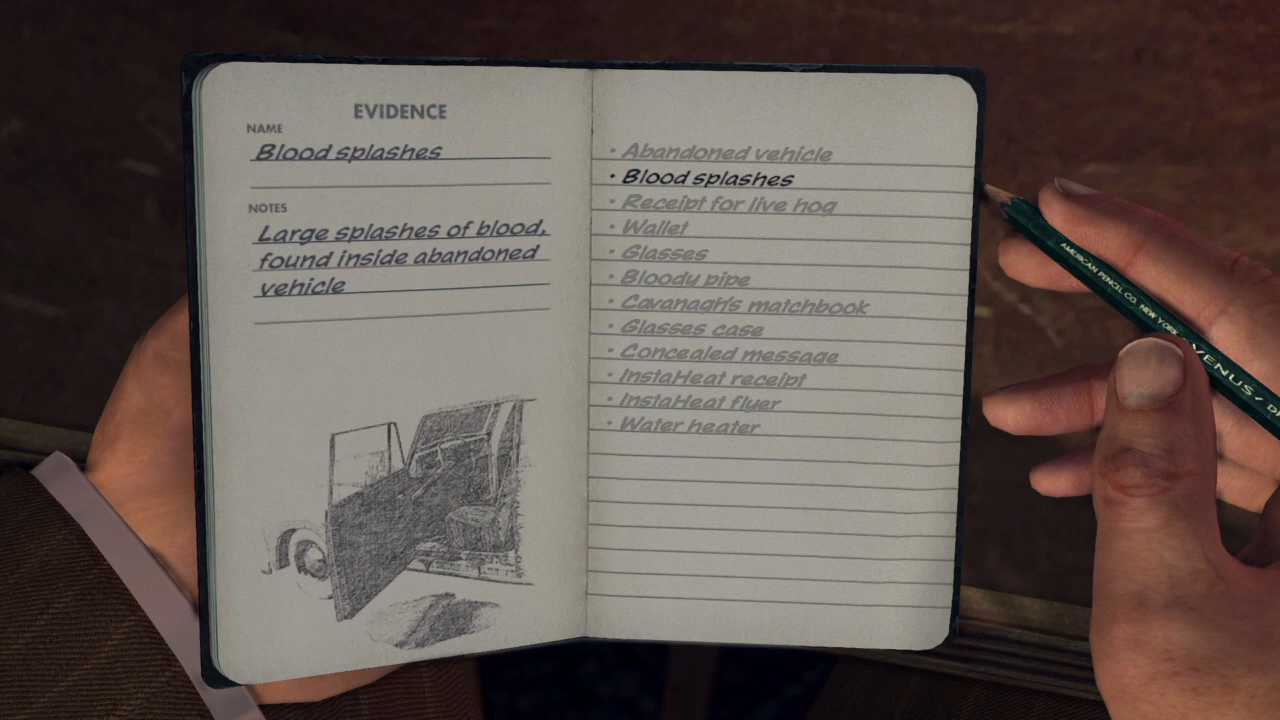 EVIDENCE
NAME
Blood splashes
NOTES
Large splashes of blood,
found inside abandoned
vehicle
• Abandoned vehicle
• Blood splashes
• Receipt for live hog
• Wallet
• Glasses
• Bloody pipe
• Cavanagh's matchbook
• Glasses case
• Concealed message
• InstaHeat receipt
• InstaHeat flyer
• Water heater
AMERICAN PENCIL CO. NEW YORK
VENUS